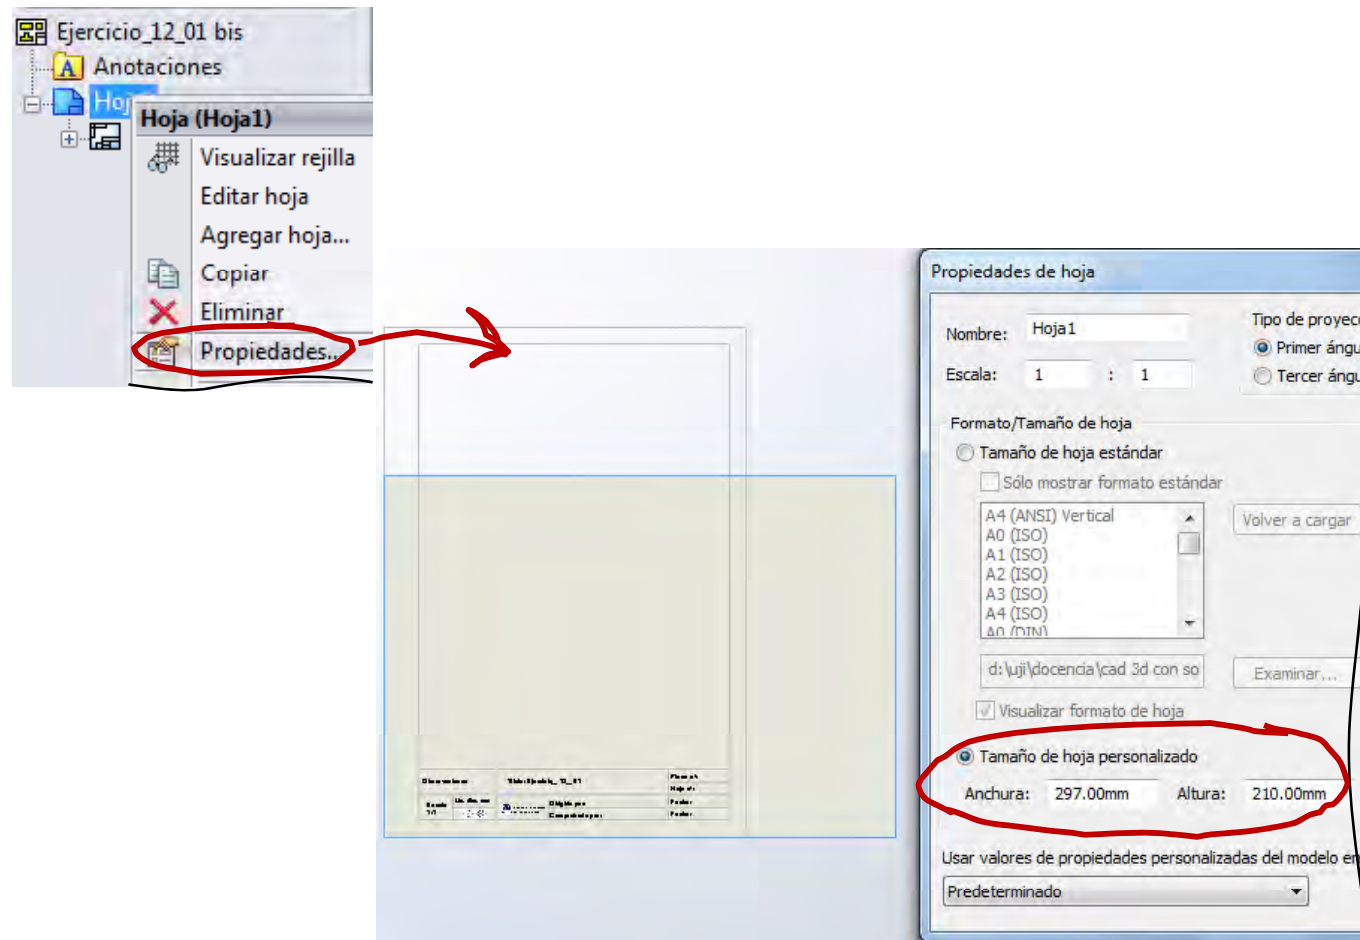 Ejercicio_12_01 bis
Anotaciones
Hoj
Hoja (Hoja1)
Visualizar rejilla
Editar hoja
Agregar hoja...
Copiar
Eliminar
Propiedades...
Propiedades de hoja
Nombre: Hoja1
Escala: 1 : 1
Tipo de proyecc
Primer ángu
Tercer ángu
Formato/Tamaño de hoja
Tamaño de hoja estándar
Sólo mostrar formato estándar
A4 (ANSI) Vertical
A0 (ISO)
A1 (ISO)
A2 (ISO)
A3 (ISO)
A4 (ISO)
A0 (DIN)
Volver a cargar
d:\uji\docencia\cad 3d con so
Examinar...
Visualizar formato de hoja
Tamaño de hoja personalizado
Anchura: 297.00mm Altura: 210.00mm
Usar valores de propiedades personalizadas del modelo en
Predeterminado